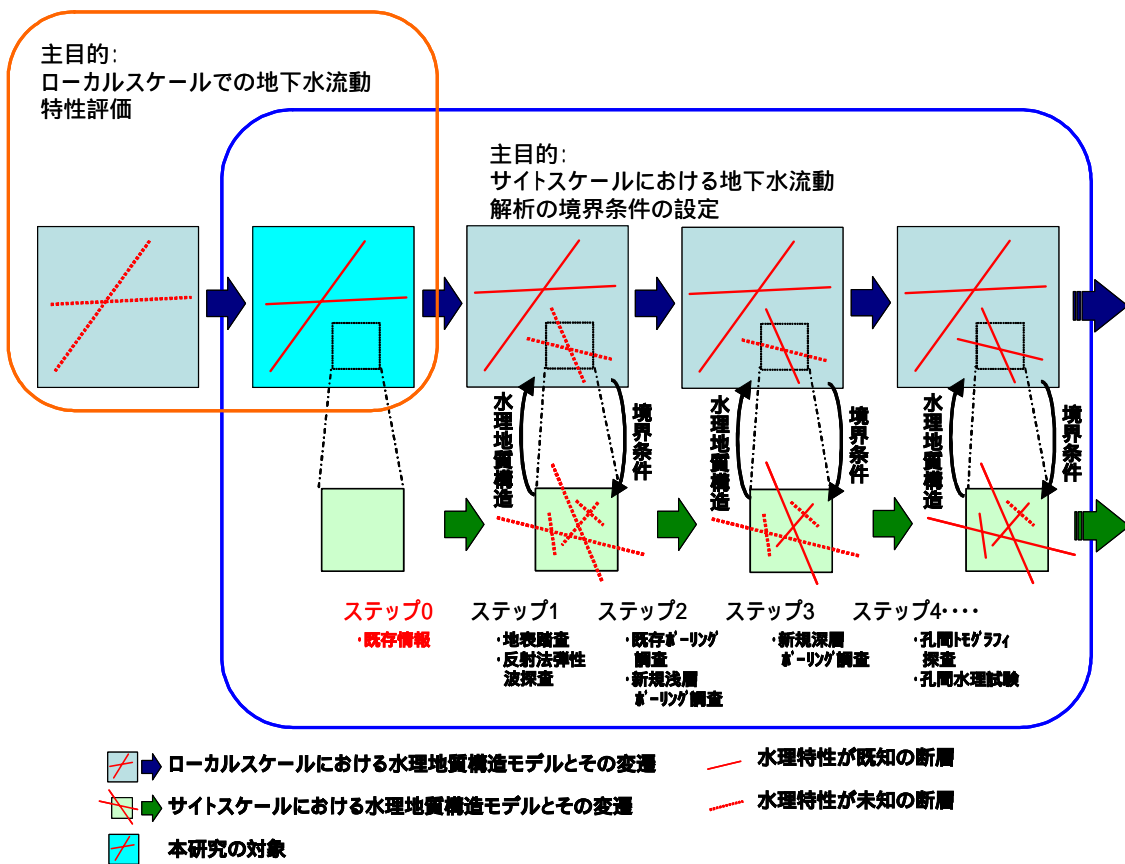 主目的:
ローカルスケールでの地下水流動
特性評価
主目的:
サイトスケールにおける地下水流動
解析の境界条件の設定
水理地質構造
境界条件
水理地質構造
境界条件
水理地質構造
境界条件
ステップ0
・既存情報
ステップ1
・地表踏査
・反射法弾性
波探査
ステップ2
・既存ボーリング
調査
・新規浅層
ボーリング調査
ステップ3
・新規深層
ボーリング調査
ステップ4‥‥
・孔間トモグラフィ
探査
・孔間水理試験
ローカルスケールにおける水理地質構造モデルとその変遷
サイトスケールにおける水理地質構造モデルとその変遷
本研究の対象
水理特性が既知の断層
水理特性が未知の断層